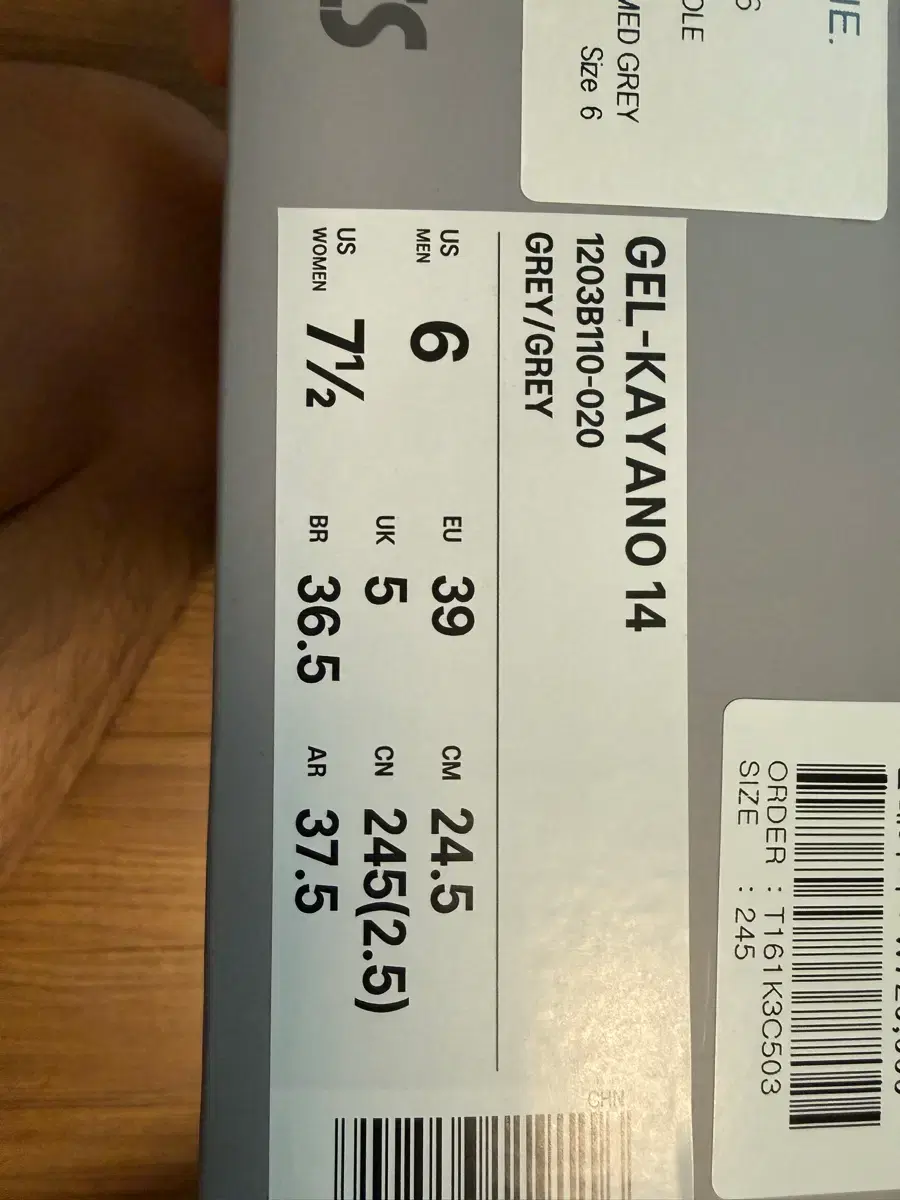 Size 6
GEL-KAYANO 14
1203B110-020
GREY/GREY
US MEN 6
US WOMEN 7½
EU 39
UK 5
BR 36.5
CM 24.5
CN 245(2.5)
AR 37.5
CHN
ORDER : T161K3C503
SIZE : 245
MED GREY